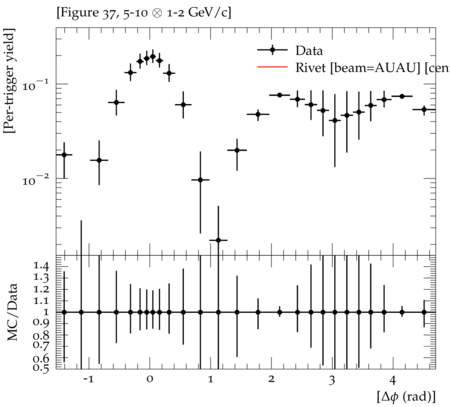 [Figure 37, 5-10 ⊗ 1-2 GeV/c]
[Per-trigger yield]
Data
Rivet [beam=AUAU] [cen
10⁻¹
10⁻²
MC/Data
1.4
1.3
1.2
1.1
1
0.9
0.8
0.7
0.6
0.5
-1 0 1 2 3 4
[Δϕ (rad)]